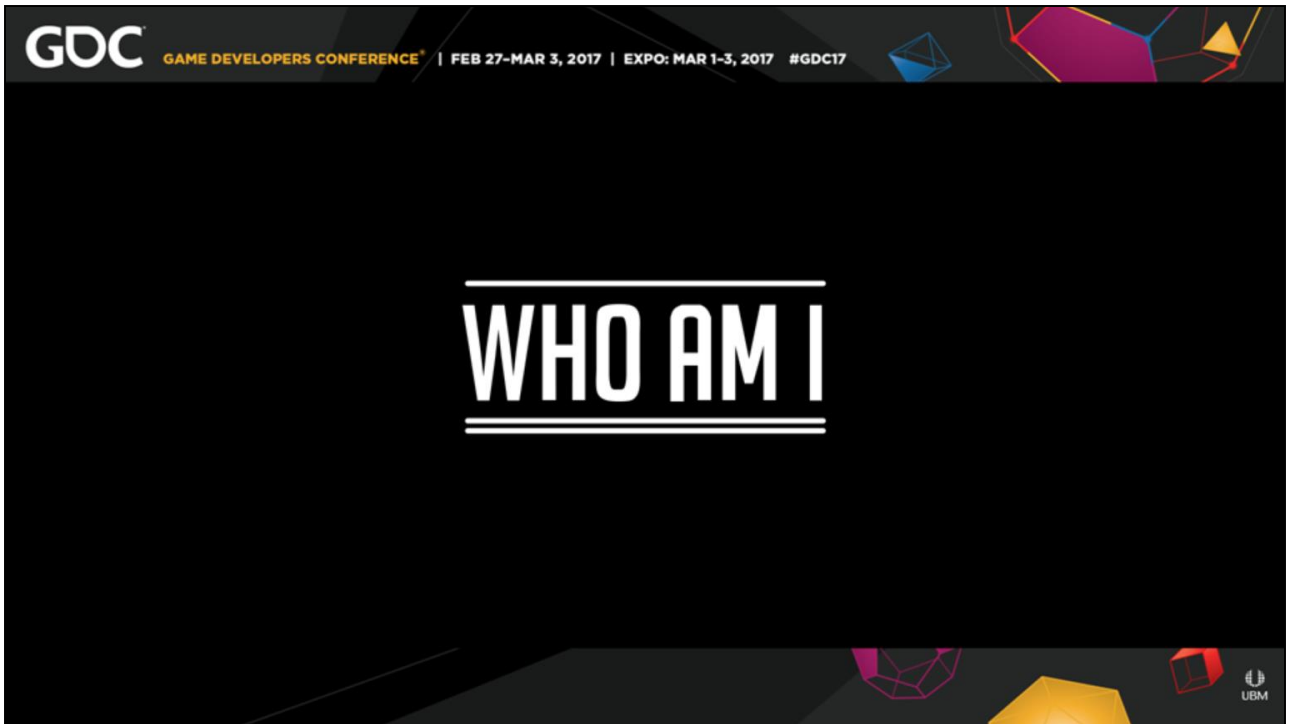 GDC GAME DEVELOPERS CONFERENCE® | FEB 27–MAR 3, 2017 | EXPO: MAR 1–3, 2017 #GDC17
WHO AM I
UBM